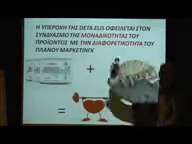 Η ΥΠΕΡΟΧΗ ΤΗΣ DETA ELIS ΟΦΕΙΛΕΤΑΙ ΣΤΟΝ
ΣΥΝΔΥΑΣΜΟ ΤΗΣ ΜΟΝΑΔΙΚΟΤΗΤΑΣ ΤΟΥ
ΠΡΟΪΟΝΤΟΣ ΜΕ ΤΗΝ ΔΙΑΦΟΡΕΤΙΚΟΤΗΤΑ ΤΟΥ
ΠΛΑΝΟΥ ΜΑΡΚΕΤΙΝΓΚ
+
=